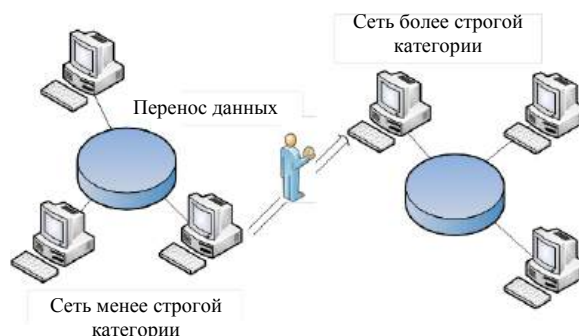 Сеть более строгой
категории
Перенос данных
Сеть менее строгой
категории